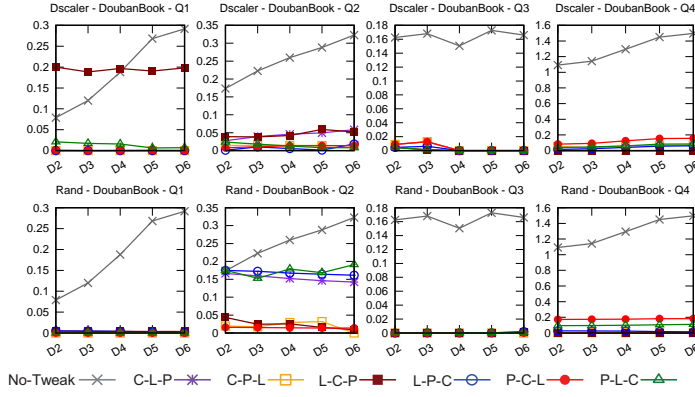 Dscaler - DoubanBook - Q1 Dscaler - DoubanBook - Q2 Dscaler - DoubanBook - Q3 Dscaler - DoubanBook - Q4
0.3 0.35 0.18 1.6
0.25 0.3 0.16 1.4
0.2 0.25 0.14 1.2
0.15 0.2 0.12 1
0.1 0.15 0.1 0.8
0.05 0.1 0.08 0.6
0 0.05 0.06 0.4
0 0.04 0.2
0.02 0
0
D2 D3 D4 D5 D6 D2 D3 D4 D5 D6 D2 D3 D4 D5 D6 D2 D3 D4 D5 D6
Rand - DoubanBook - Q1 Rand - DoubanBook - Q2 Rand - DoubanBook - Q3 Rand - DoubanBook - Q4
0.3 0.35 0.18 1.6
0.25 0.3 0.16 1.4
0.2 0.25 0.14 1.2
0.15 0.2 0.12 1
0.1 0.15 0.1 0.8
0.05 0.1 0.08 0.6
0 0.05 0.06 0.4
0 0.04 0.2
0.02 0
0
D2 D3 D4 D5 D6 D2 D3 D4 D5 D6 D2 D3 D4 D5 D6 D2 D3 D4 D5 D6
No-Tweak C-L-P C-P-L L-C-P L-P-C P-C-L P-L-C